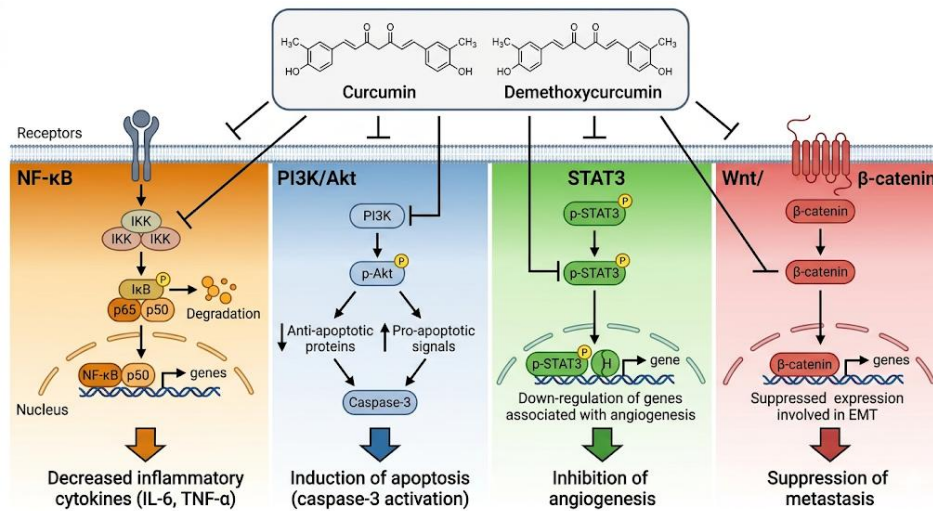 H₃C
O
O
CH₃
HO
OH
Curcumin
H₃C
O
O
CH₃
OH
OH
Demethoxycurcumin
Receptors
NF-κB
IKK
IKK
IKK
IκB
P
p65
p50
Degradation
NF-κB
p50
genes
Nucleus
Decreased inflammatory
cytokines (IL-6, TNF-α)
PI3K/Akt
PI3K
p-Akt
P
Anti-apoptotic
proteins
Pro-apoptotic
signals
Caspase-3
Induction of apoptosis
(caspase-3 activation)
STAT3
p-STAT3
P
p-STAT3
P
p-STAT3
P
H
gene
Down-regulation of genes
associated with angiogenesis
Inhibition of
angiogenesis
Wnt/
β-catenin
β-catenin
β-catenin
β-catenin
genes
Suppressed expression
involved in EMT
Suppression of
metastasis